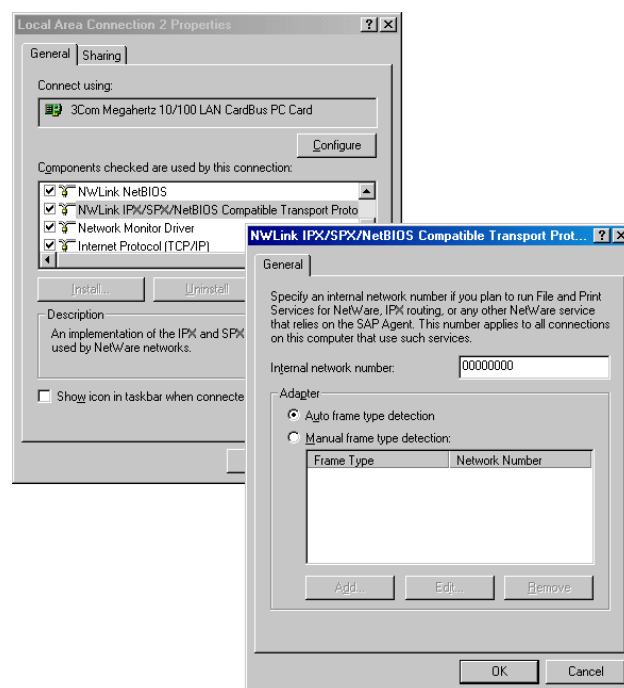 Local Area Connection 2 Properties
General
Sharing
Connect using:
3Com Megahertz 10/100 LAN CardBus PC Card
Configure
Components checked are used by this connection:
NWLink NetBIOS
NWLink IPX/SPX/NetBIOS Compatible Transport Proto
Network Monitor Driver
Internet Protocol (TCP/IP)
Install...
Uninstall
Description
An implementation of the IPX and SPX
used by NetWare networks.
Show icon in taskbar when connecte
NWLink IPX/SPX/NetBIOS Compatible Transport Prot...
General
Specify an internal network number if you plan to run File and Print
Services for NetWare, IPX routing, or any other NetWare service
that relies on the SAP Agent. This number applies to all connections
on this computer that use such services.
Internal network number:
00000000
Adapter
Auto frame type detection
Manual frame type detection:
Frame Type
Network Number
Add...
Edit...
Remove
OK
Cancel